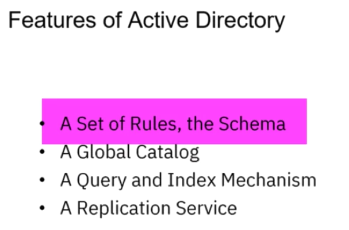 Features of Active Directory
• A Set of Rules, the Schema
• A Global Catalog
• A Query and Index Mechanism
• A Replication Service